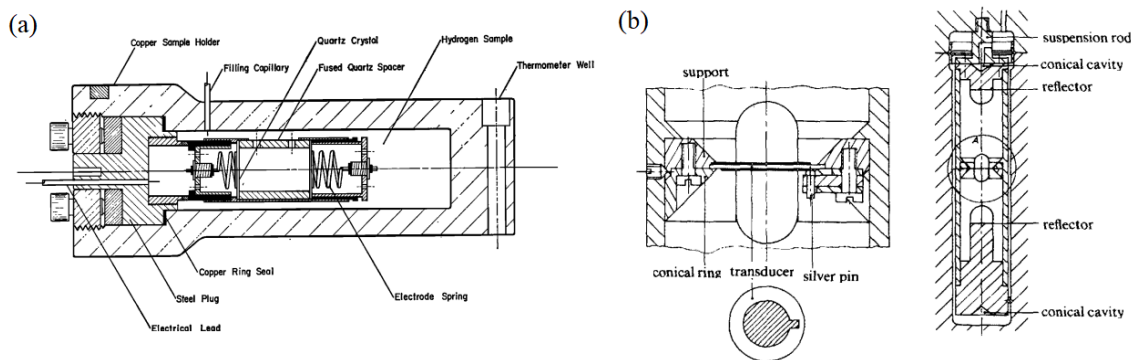 (a)
Copper Sample Holder
Quartz Crystal
Hydrogen Sample
Filling Capillary
Fused Quartz Spacer
Thermometer Well
Copper Ring Seal
Steel Plug
Electrode Spring
Electrical Lead
(b)
support
conical ring
transducer
silver pin
suspension rod
conical cavity
reflector
A
reflector
conical cavity